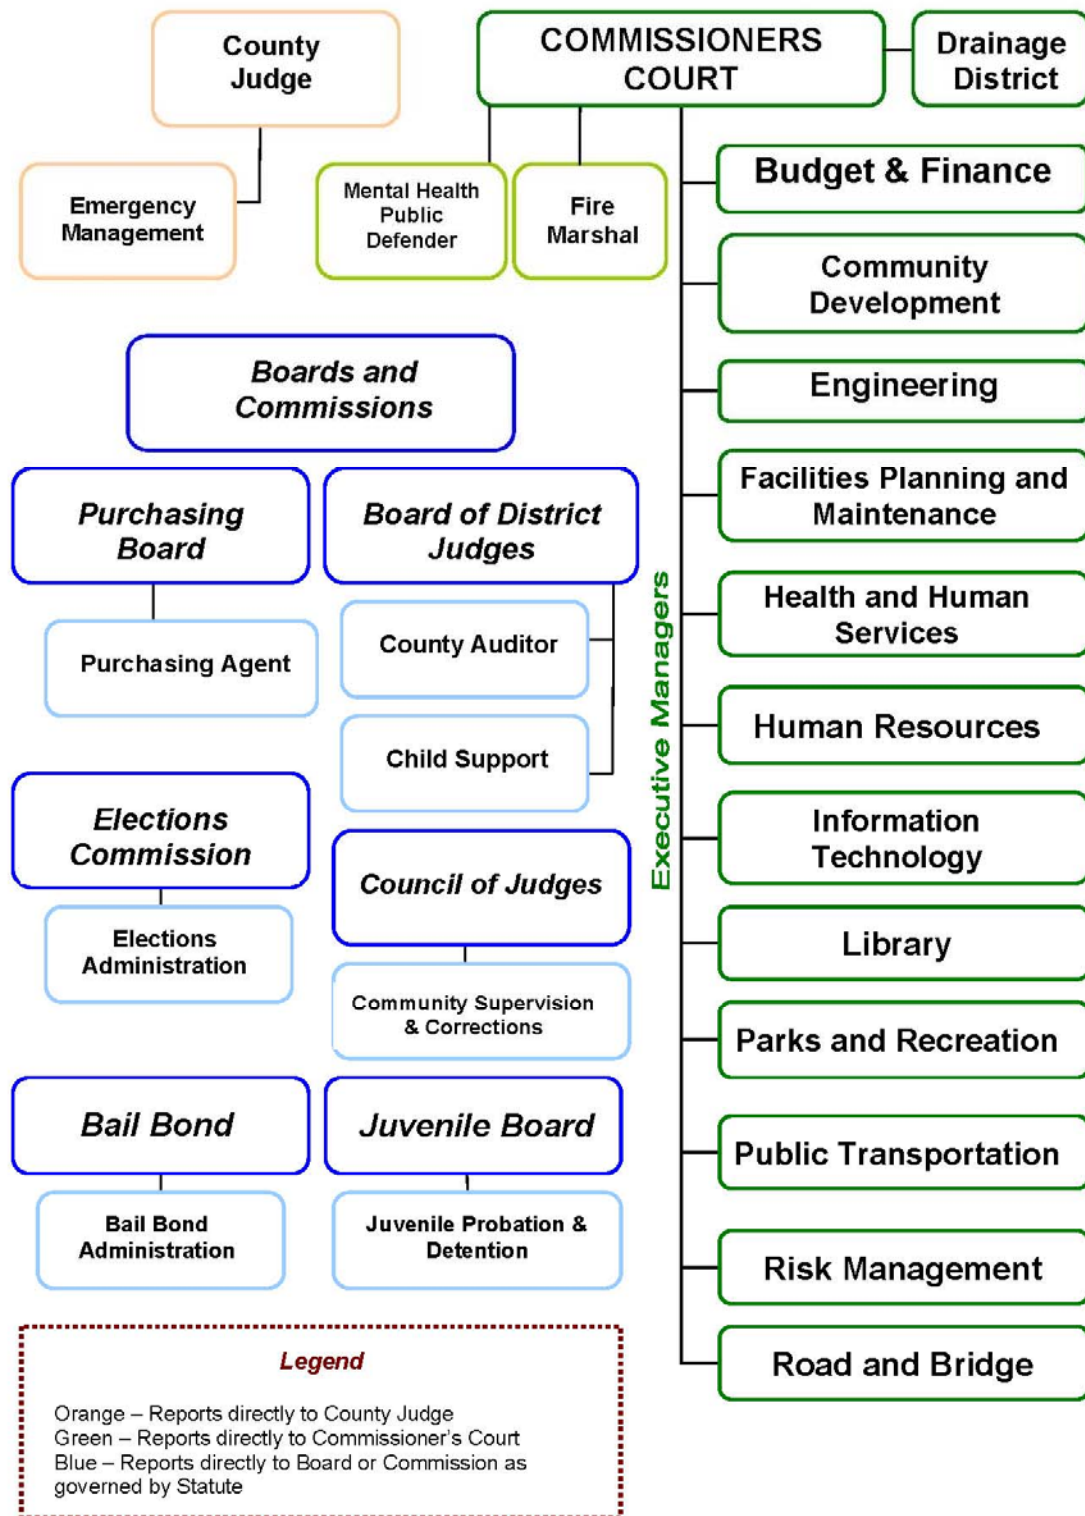 County
Judge
COMMISSIONERS
COURT
Drainage
District
Emergency
Management
Mental Health
Public
Defender
Fire
Marshal
Executive Managers
Budget & Finance
Community
Development
Engineering
Facilities Planning and
Maintenance
Health and Human
Services
Human Resources
Information
Technology
Library
Parks and Recreation
Public Transportation
Risk Management
Road and Bridge
Boards and
Commissions
Purchasing
Board
Purchasing Agent
Board of District
Judges
County Auditor
Child Support
Elections
Commission
Elections
Administration
Council of Judges
Community Supervision
& Corrections
Bail Bond
Bail Bond
Administration
Juvenile Board
Juvenile Probation &
Detention
Legend
Orange – Reports directly to County Judge
Green – Reports directly to Commissioner's Court
Blue – Reports directly to Board or Commission as
governed by Statute